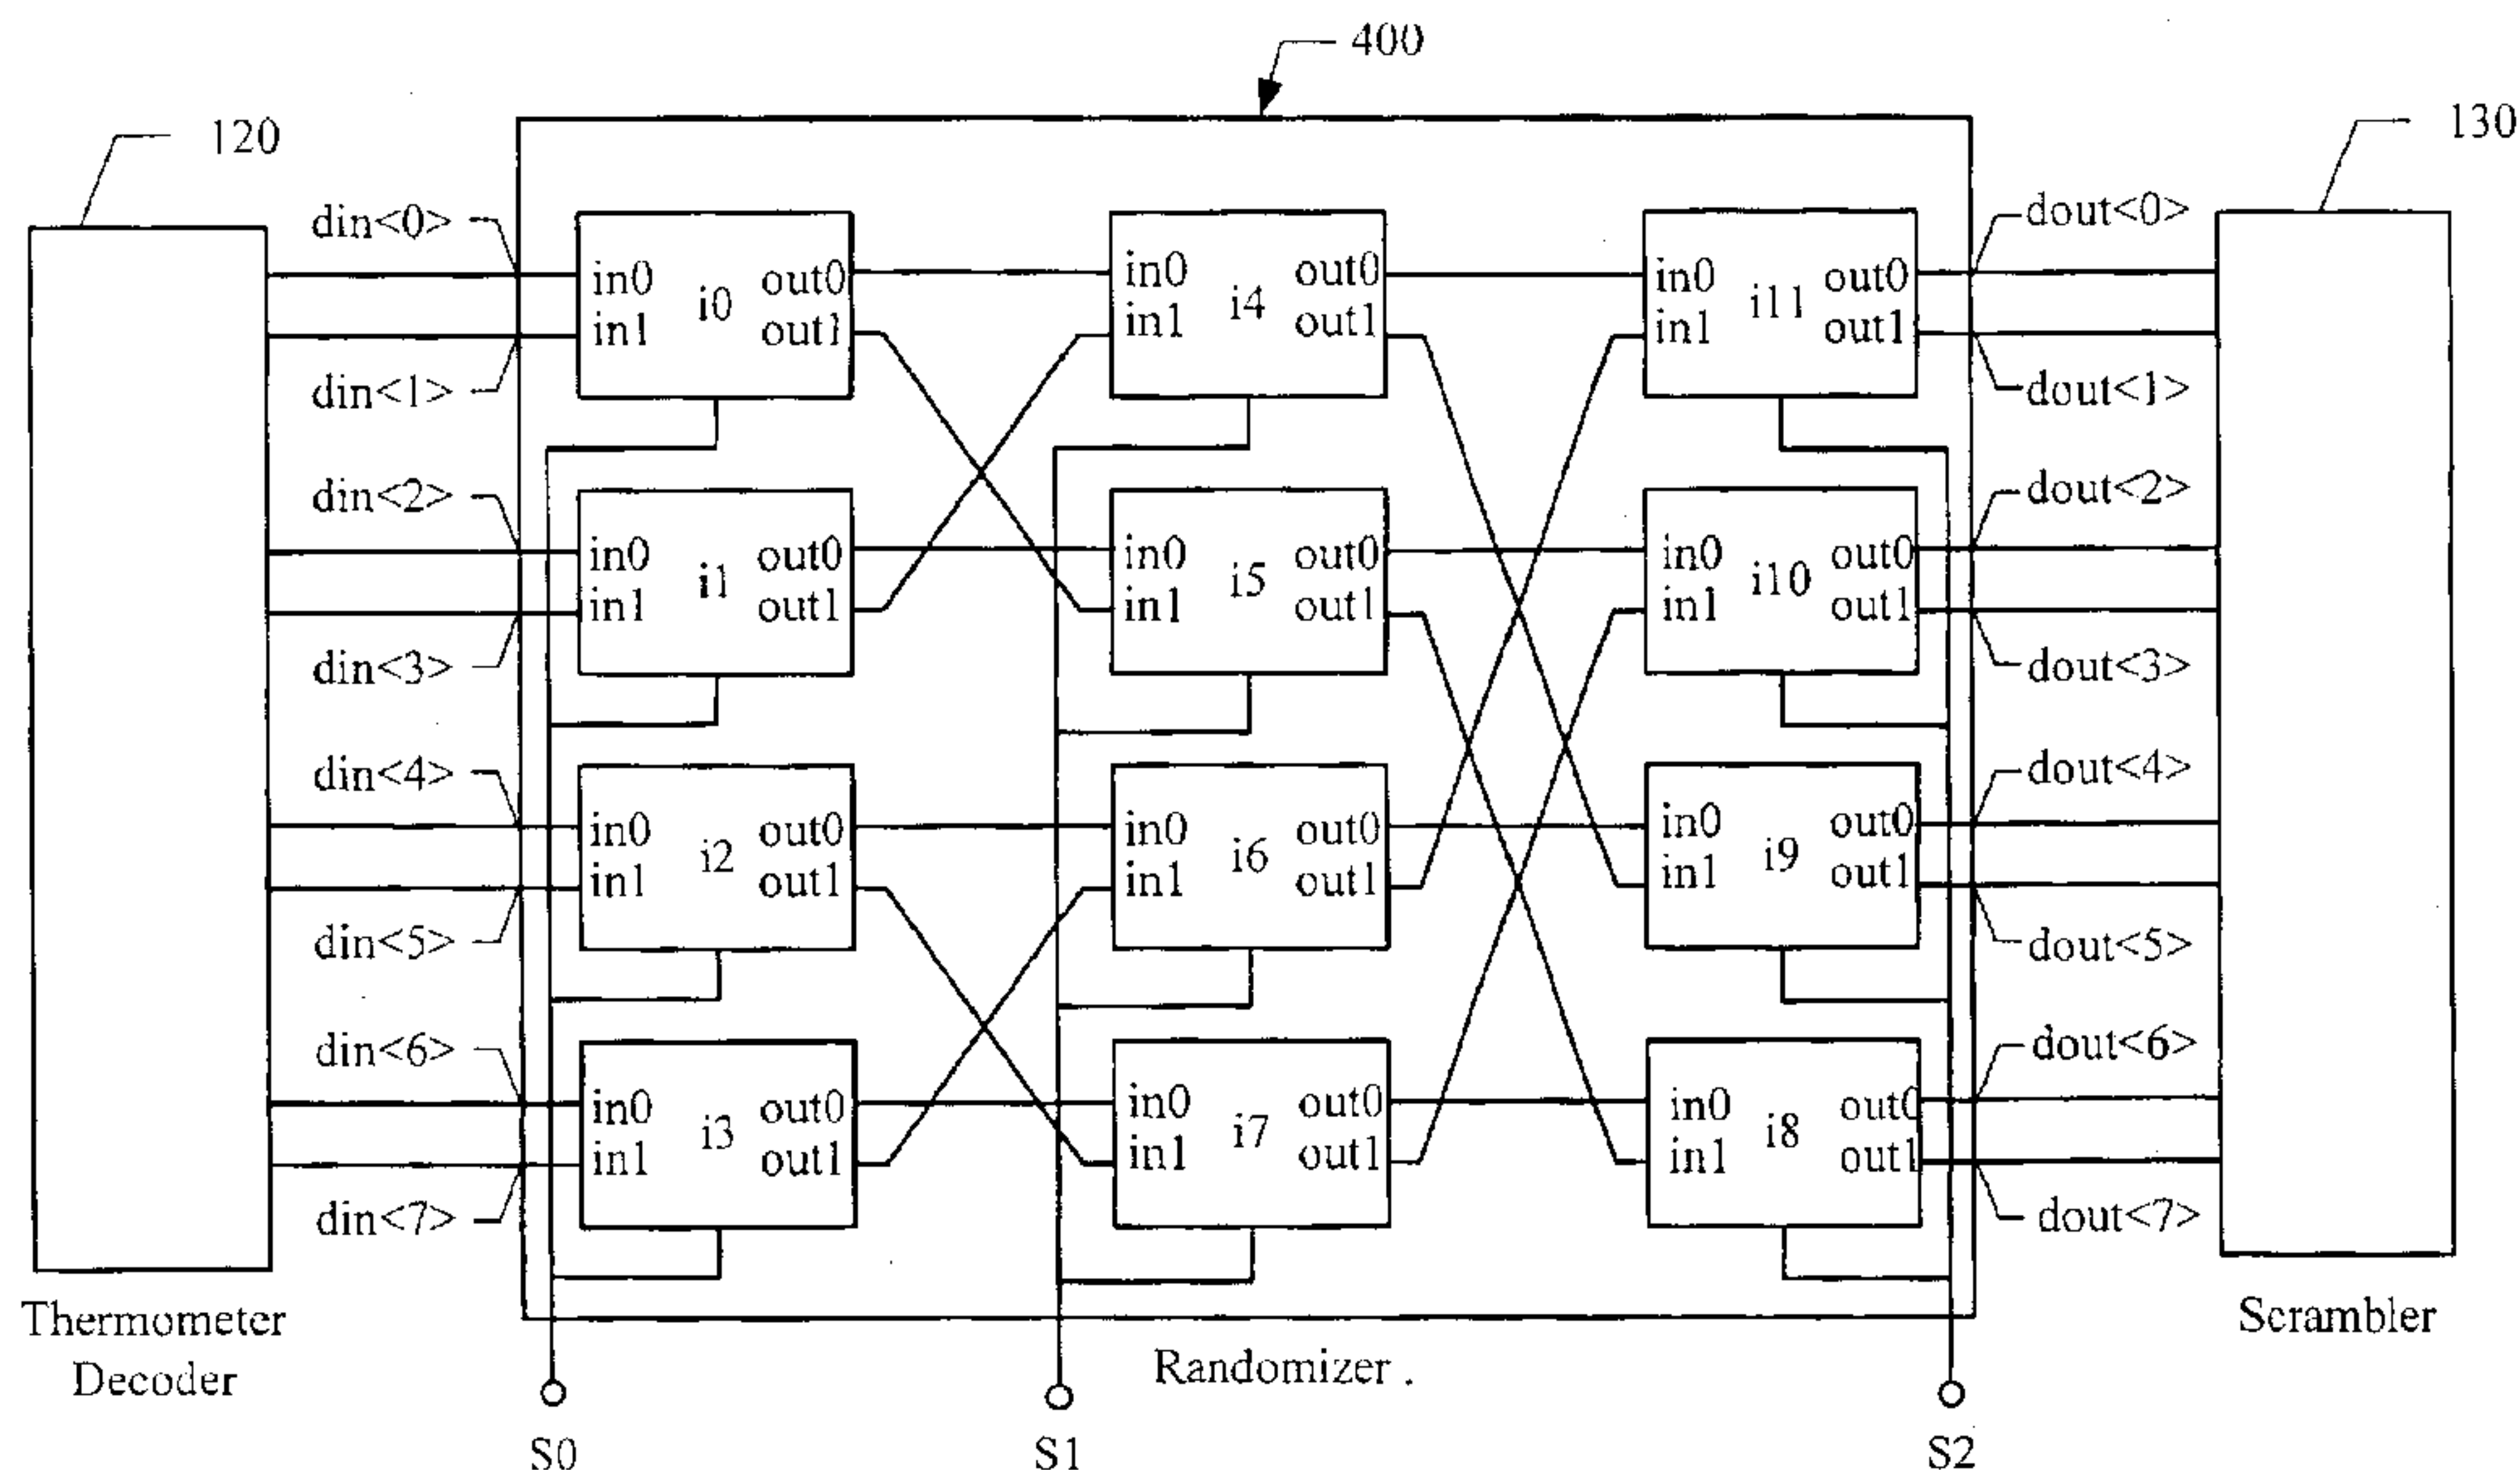 400
120
130
din<0>
dout<0>
in0 i0 out0
in1 out1
in0 i4 out0
in1 out1
in0 i11 out0
in1 out1
din<1>
dout<1>
din<2>
dout<2>
in0 i1 out0
in1 out1
in0 i5 out0
in1 out1
in0 i10 out0
in1 out1
din<3>
dout<3>
din<4>
dout<4>
in0 i2 out0
in1 out1
in0 i6 out0
in1 out1
in0 i9 out0
in1 out1
din<5>
dout<5>
din<6>
dout<6>
in0 i3 out0
in1 out1
in0 i7 out0
in1 out1
in0 i8 out0
in1 out1
din<7>
dout<7>
Thermometer
Decoder
Randomizer .
Scrambler
S0
S1
S2